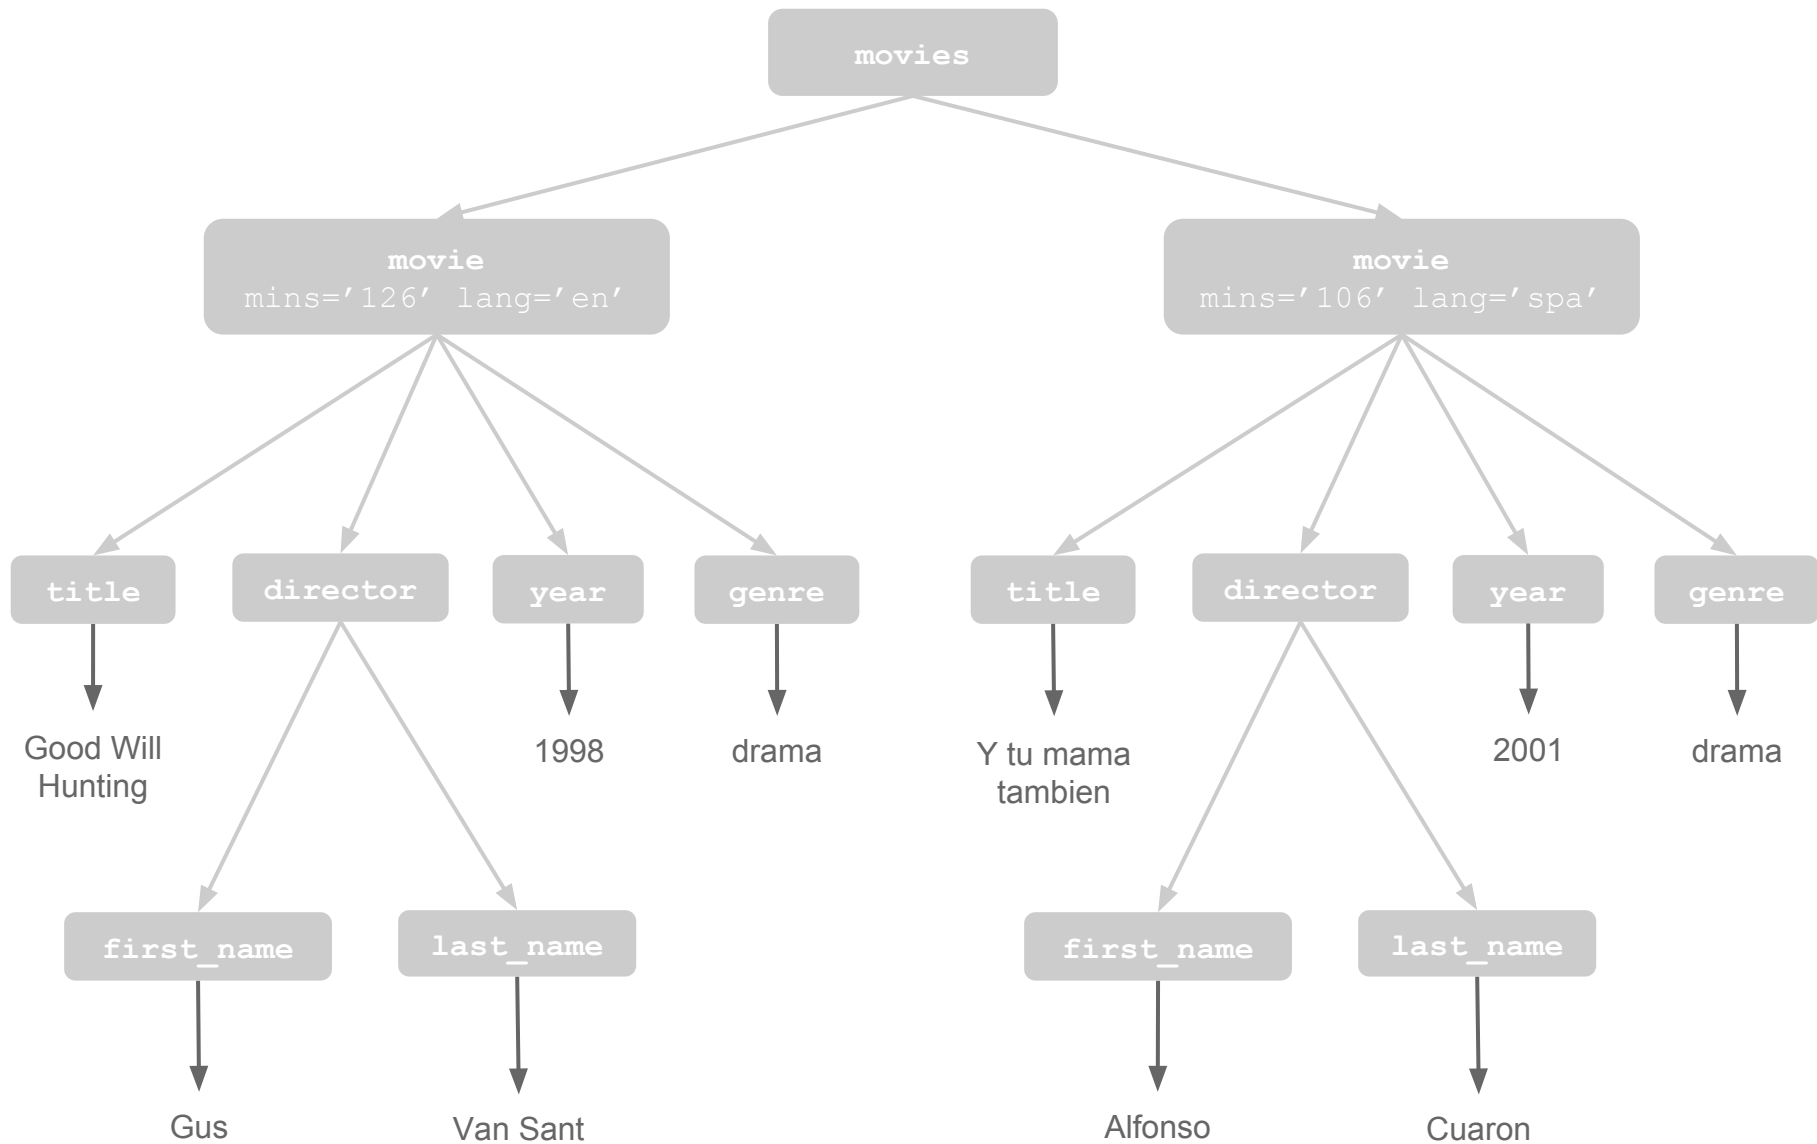 movies
movie
mins=’126’ lang=’en’
movie
mins=’106’ lang=’spa’
title
director
year
genre
title
director
year
genre
Good Will
Hunting
1998
drama
Y tu mama
tambien
2001
drama
first_name
last_name
first_name
last_name
Gus
Van Sant
Alfonso
Cuaron